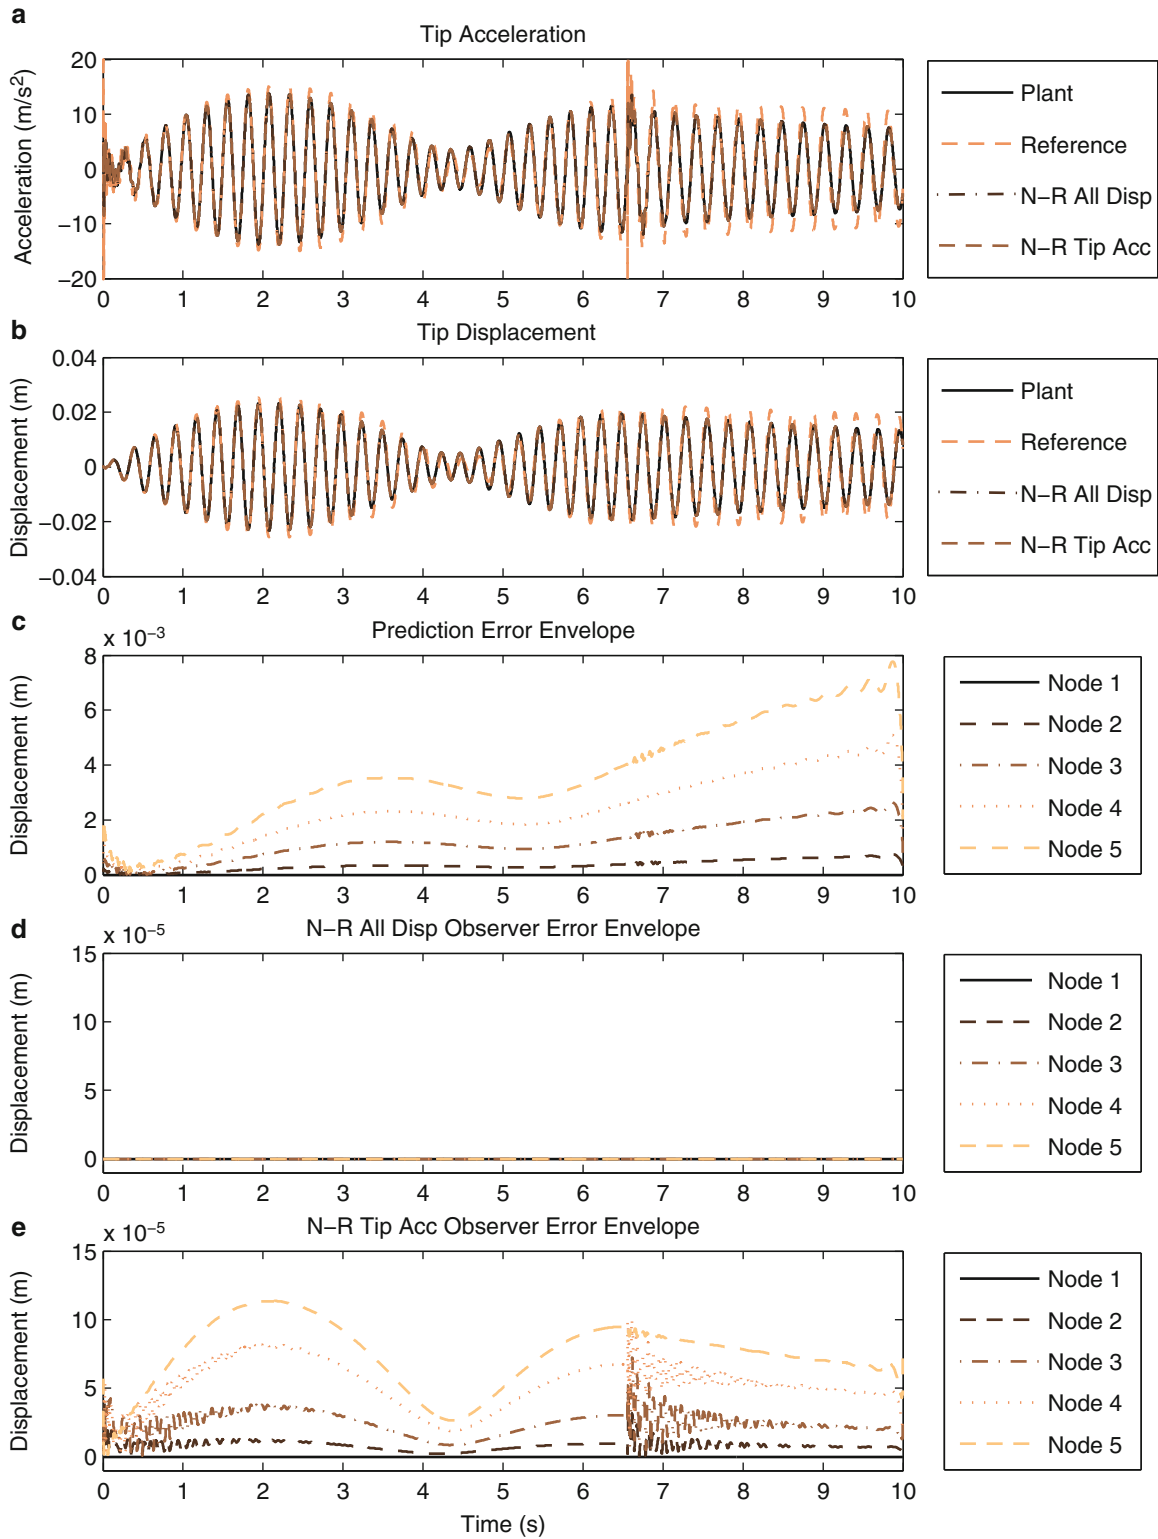 a
Tip Acceleration
Acceleration (m/s²)
20
10
0
−10
−20
0 1 2 3 4 5 6 7 8 9 10
Plant
Reference
N−R All Disp
N−R Tip Acc
b
Tip Displacement
Displacement (m)
0.04
0.02
0
−0.02
−0.04
0 1 2 3 4 5 6 7 8 9 10
Plant
Reference
N−R All Disp
N−R Tip Acc
c
x 10⁻³
Prediction Error Envelope
Displacement (m)
8
6
4
2
0
0 1 2 3 4 5 6 7 8 9 10
Node 1
Node 2
Node 3
Node 4
Node 5
d
x 10⁻⁵
N−R All Disp Observer Error Envelope
Displacement (m)
15
10
5
0
0 1 2 3 4 5 6 7 8 9 10
Node 1
Node 2
Node 3
Node 4
Node 5
e
x 10⁻⁵
N−R Tip Acc Observer Error Envelope
Displacement (m)
15
10
5
0
0 1 2 3 4 5 6 7 8 9 10
Time (s)
Node 1
Node 2
Node 3
Node 4
Node 5